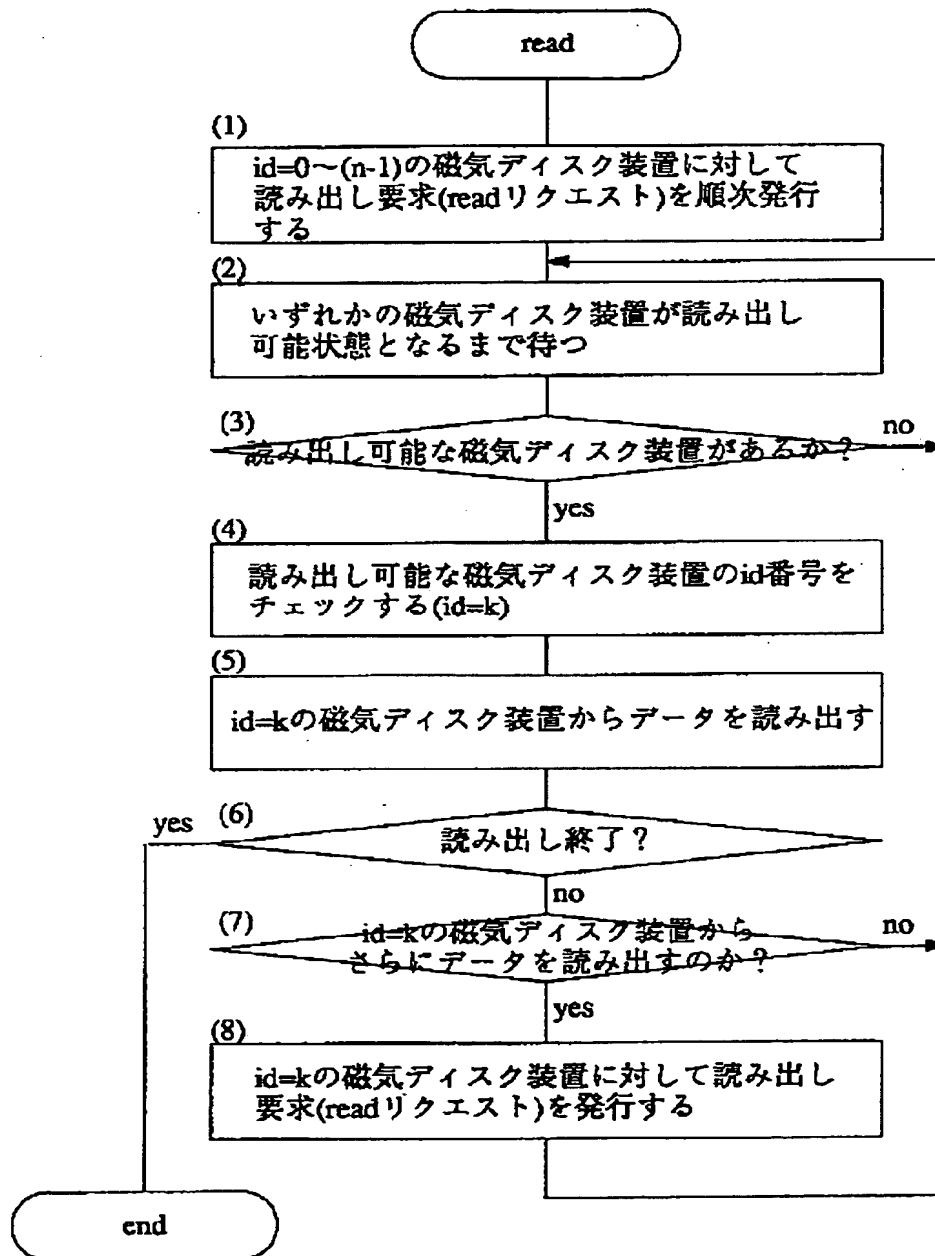 read
(1)
id=0～(n-1)の磁気ディスク装置に対して
読み出し要求(readリクエスト)を順次発行
する
(2)
いずれかの磁気ディスク装置が読み出し
可能状態となるまで待つ
(3)
読み出し可能な磁気ディスク装置があるか？
no
yes
(4)
読み出し可能な磁気ディスク装置のid番号を
チェックする(id=k)
(5)
id=kの磁気ディスク装置からデータを読み出す
yes
(6)
読み出し終了？
no
(7)
id=kの磁気ディスク装置から
さらにデータを読み出すのか？
no
yes
(8)
id=kの磁気ディスク装置に対して読み出し
要求(readリクエスト)を発行する
end